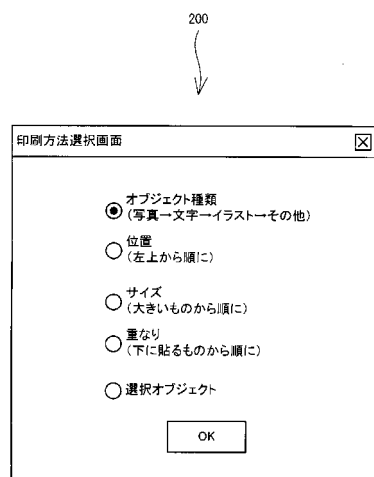 200
印刷方法選択画面
オブジェクト種類
(写真→文字→イラスト→その他)
位置
(左上から順に)
サイズ
(大きいものから順に)
重なり
(下に貼るものから順に)
選択オブジェクト
OK